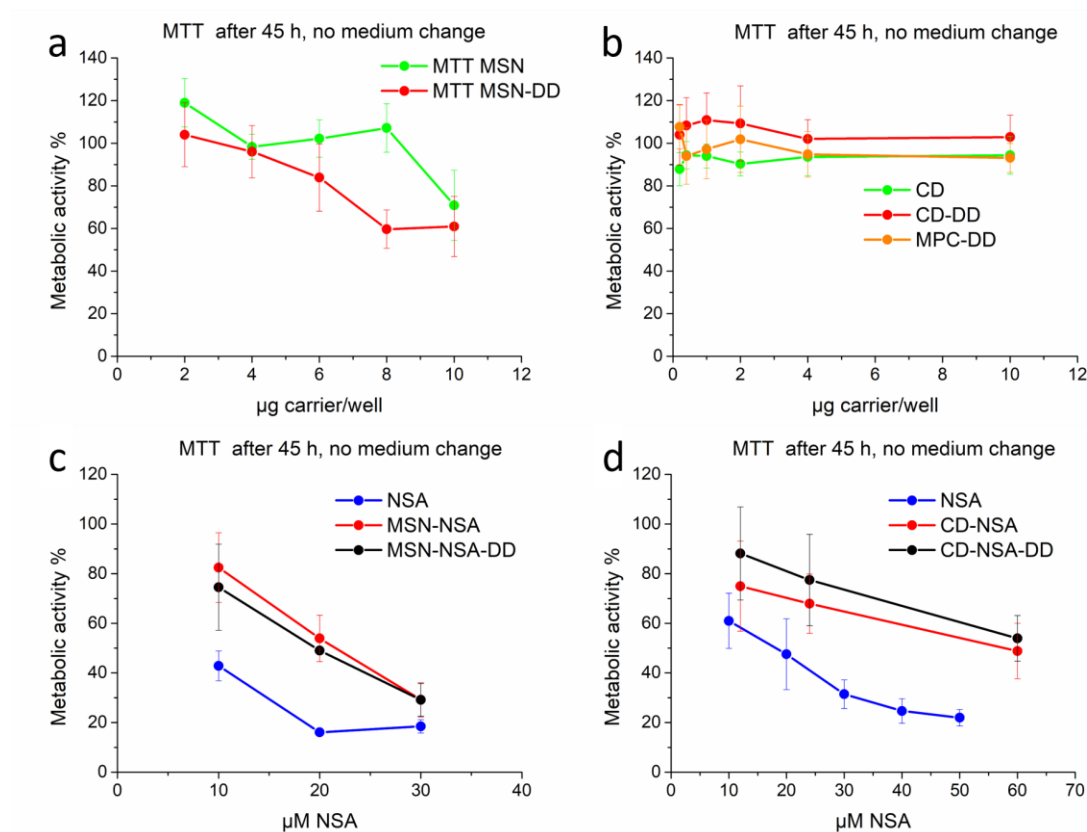 a
MTT after 45 h, no medium change
MTT MSN
MTT MSN-DD
Metabolic activity %
140
120
100
80
60
40
20
0
0 2 4 6 8 10 12
µg carrier/well
b
MTT after 45 h, no medium change
CD
CD-DD
MPC-DD
Metabolic activity %
140
120
100
80
60
40
20
0
0 2 4 6 8 10 12
µg carrier/well
c
MTT after 45 h, no medium change
NSA
MSN-NSA
MSN-NSA-DD
Metabolic activity %
120
100
80
60
40
20
0
0 10 20 30 40
µM NSA
d
MTT after 45 h, no medium change
NSA
CD-NSA
CD-NSA-DD
Metabolic activity %
120
100
80
60
40
20
0
0 10 20 30 40 50 60 70
µM NSA